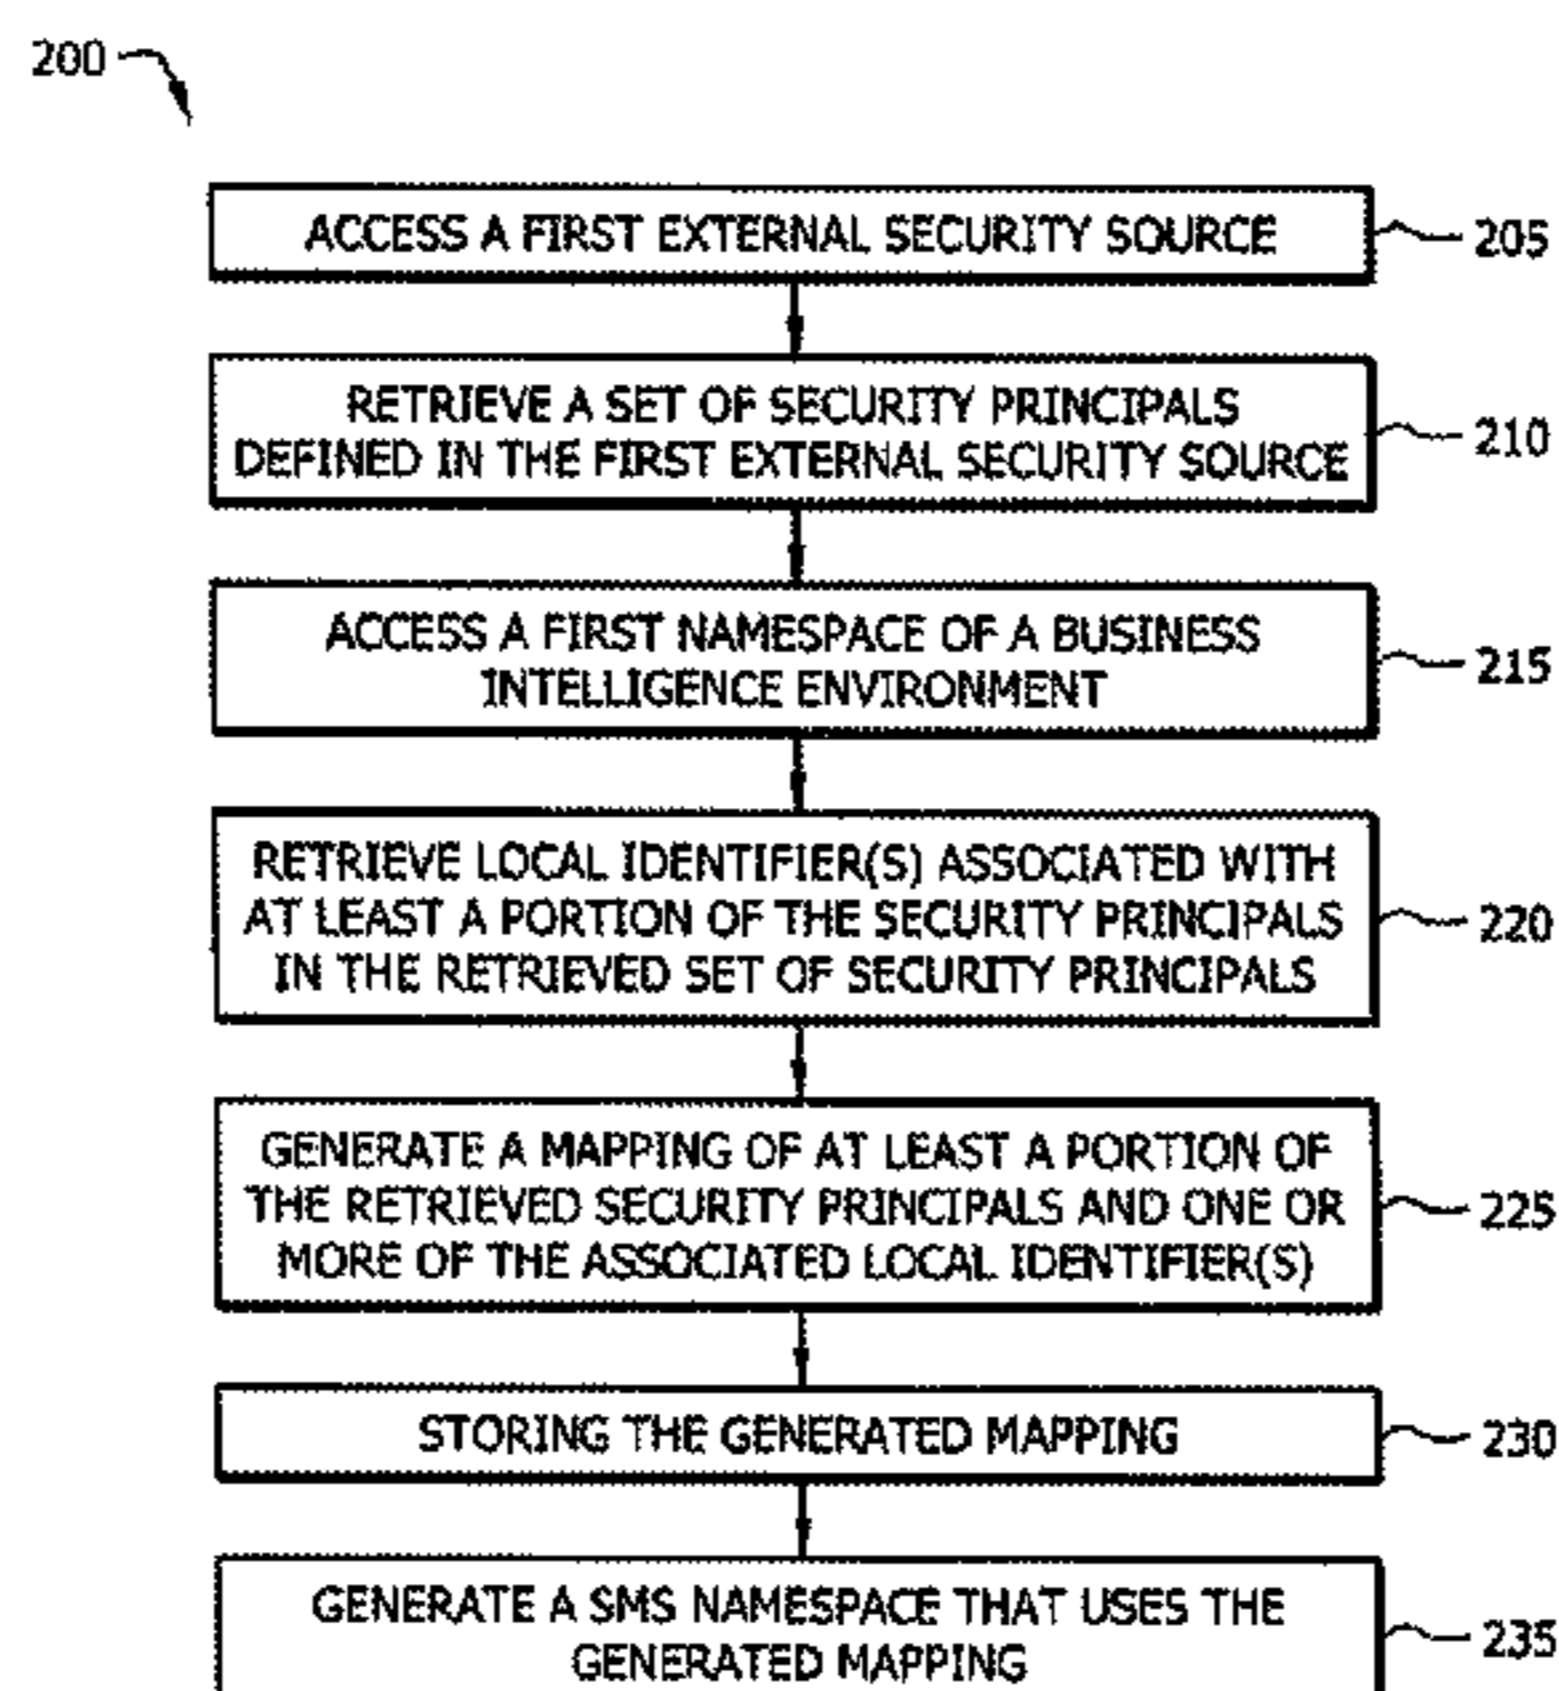 200
ACCESS A FIRST EXTERNAL SECURITY SOURCE
205
RETRIEVE A SET OF SECURITY PRINCIPALS
DEFINED IN THE FIRST EXTERNAL SECURITY SOURCE
210
ACCESS A FIRST NAMESPACE OF A BUSINESS
INTELLIGENCE ENVIRONMENT
215
RETRIEVE LOCAL IDENTIFIER(S) ASSOCIATED WITH
AT LEAST A PORTION OF THE SECURITY PRINCIPALS
IN THE RETRIEVED SET OF SECURITY PRINCIPALS
220
GENERATE A MAPPING OF AT LEAST A PORTION OF
THE RETRIEVED SECURITY PRINCIPALS AND ONE OR
MORE OF THE ASSOCIATED LOCAL IDENTIFIER(S)
225
STORING THE GENERATED MAPPING
230
GENERATE A SMS NAMESPACE THAT USES THE
GENERATED MAPPING
235